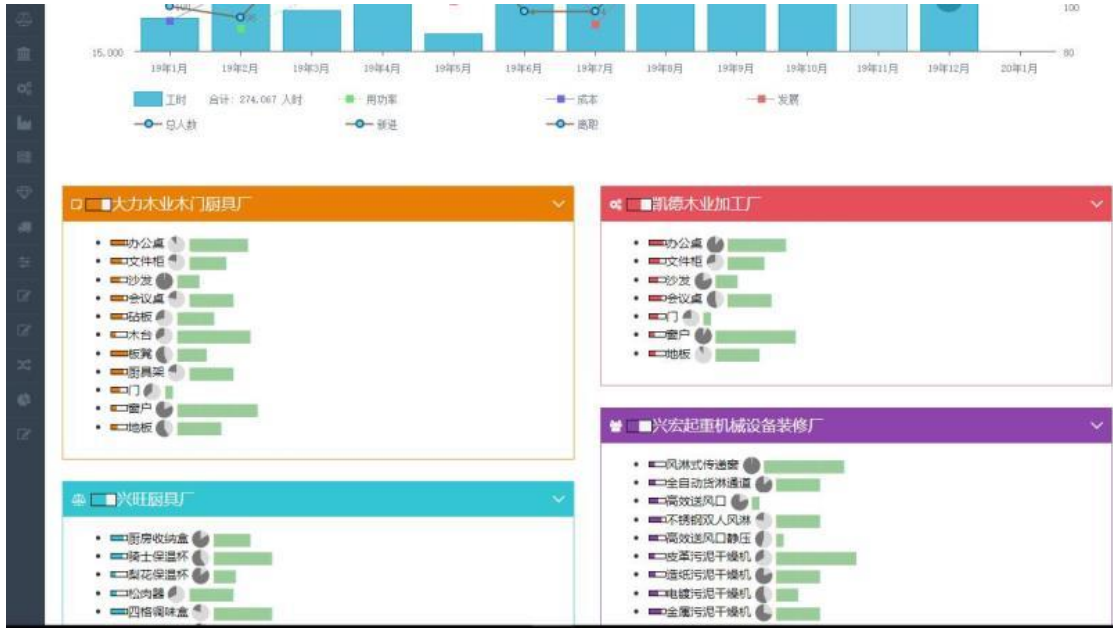 100
15,000
80
19年1月 19年2月 19年3月 19年4月 19年5月 19年6月 19年7月 19年8月 19年9月 19年10月 19年11月 19年12月 20年1月
工时 合计: 274,067 人时 用功率 成本 发展
总人数 新进 离职
大力木业木门厨具厂
办公桌
文件柜
沙发
会议桌
砧板
木台
板凳
厨具架
门
窗户
地板
兴旺厨具厂
厨房收纳盒
骑士保温杯
梨花保温杯
松肉器
四格调味盒
凯德木业加工厂
办公桌
文件柜
沙发
会议桌
门
窗户
地板
兴宏起重机械设备装修厂
风淋式传递窗
全自动货淋通道
高效送风口
不锈钢双人风淋
高效送风口静压
皮革污泥干燥机
造纸污泥干燥机
电镀污泥干燥机
金属污泥干燥机